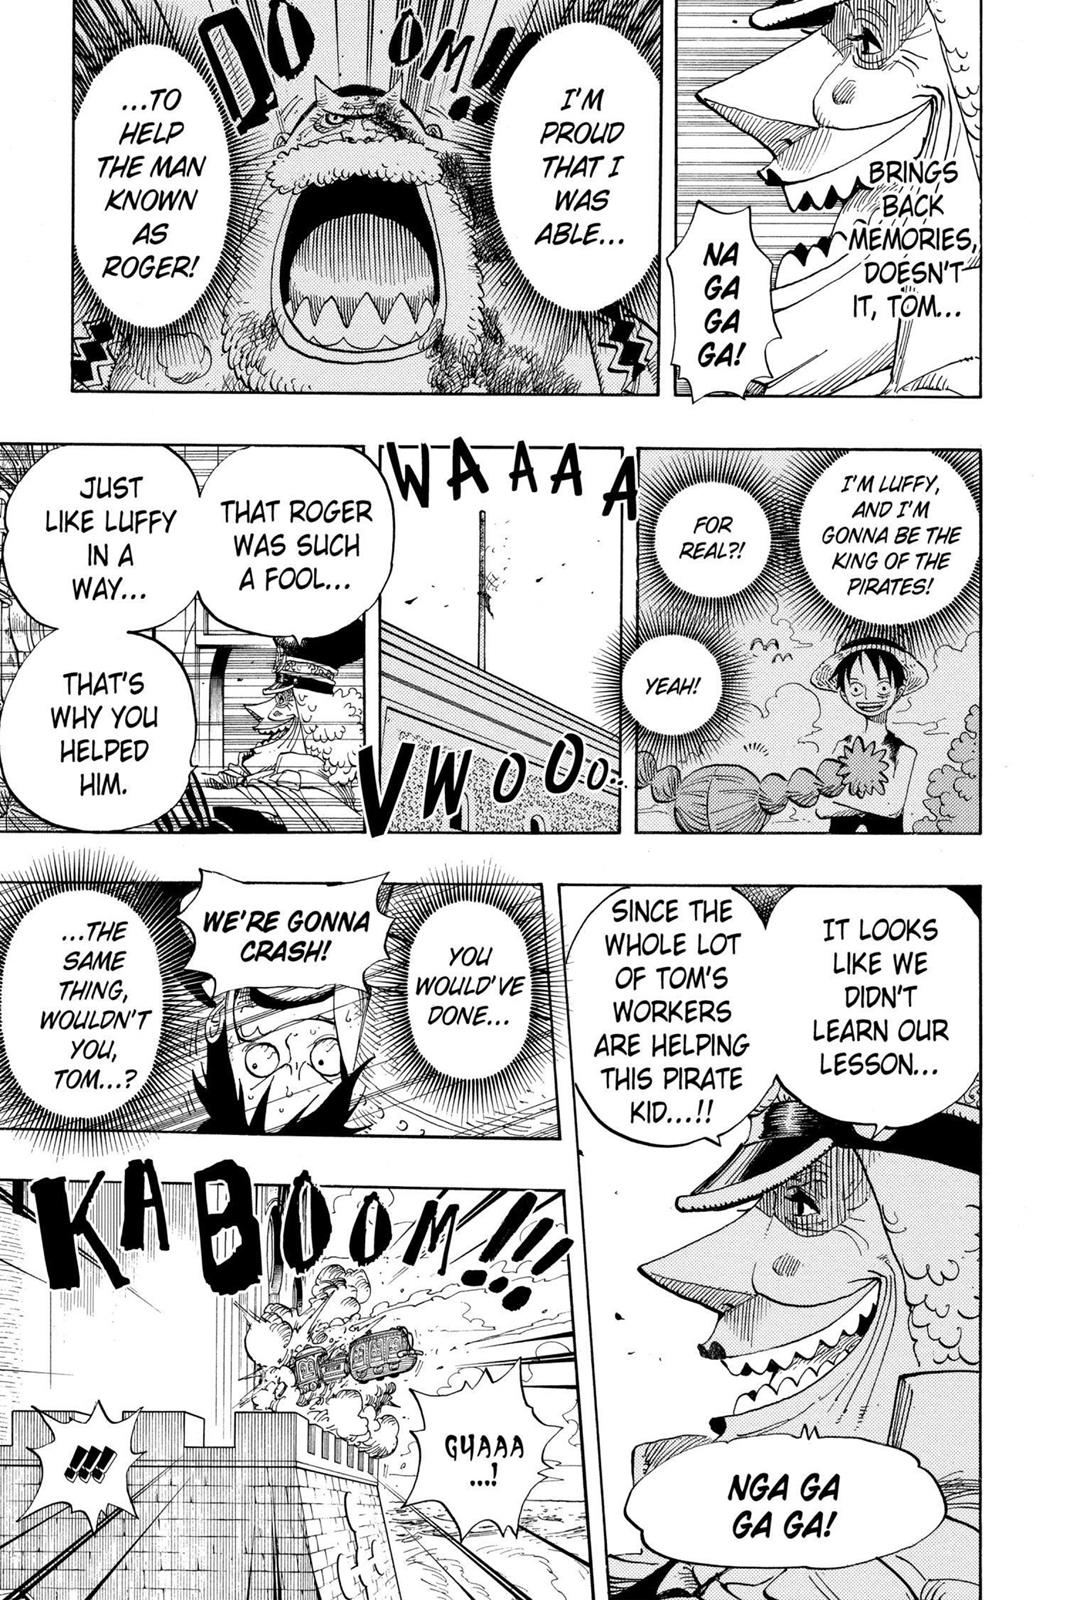 BRINGS
BACK
MEMORIES,
DOESN'T
IT, TOM...
NA
GA
GA
GA!
DOOOM!!
I'M
PROUD
THAT I
WAS
ABLE...
...TO
HELP
THE MAN
KNOWN
AS
ROGER!
I'M LUFFY,
AND I'M
GONNA BE THE
KING OF THE
PIRATES!
FOR
REAL?!
YEAH!
WAAAA
VWOOO...
THAT ROGER
WAS SUCH
A FOOL...
JUST
LIKE LUFFY
IN A
WAY...
THAT'S
WHY YOU
HELPED
HIM.
IT LOOKS
LIKE WE
DIDN'T
LEARN OUR
LESSON...
SINCE THE
WHOLE LOT
OF TOM'S
WORKERS
ARE HELPING
THIS PIRATE
KID...!!
NGA GA
GA GA!
YOU
WOULD'VE
DONE...
WE'RE GONNA
CRASH!
...THE
SAME
THING,
WOULDN'T
YOU,
TOM...?
KABOOOM!!!
GYAAA
...!
!!!